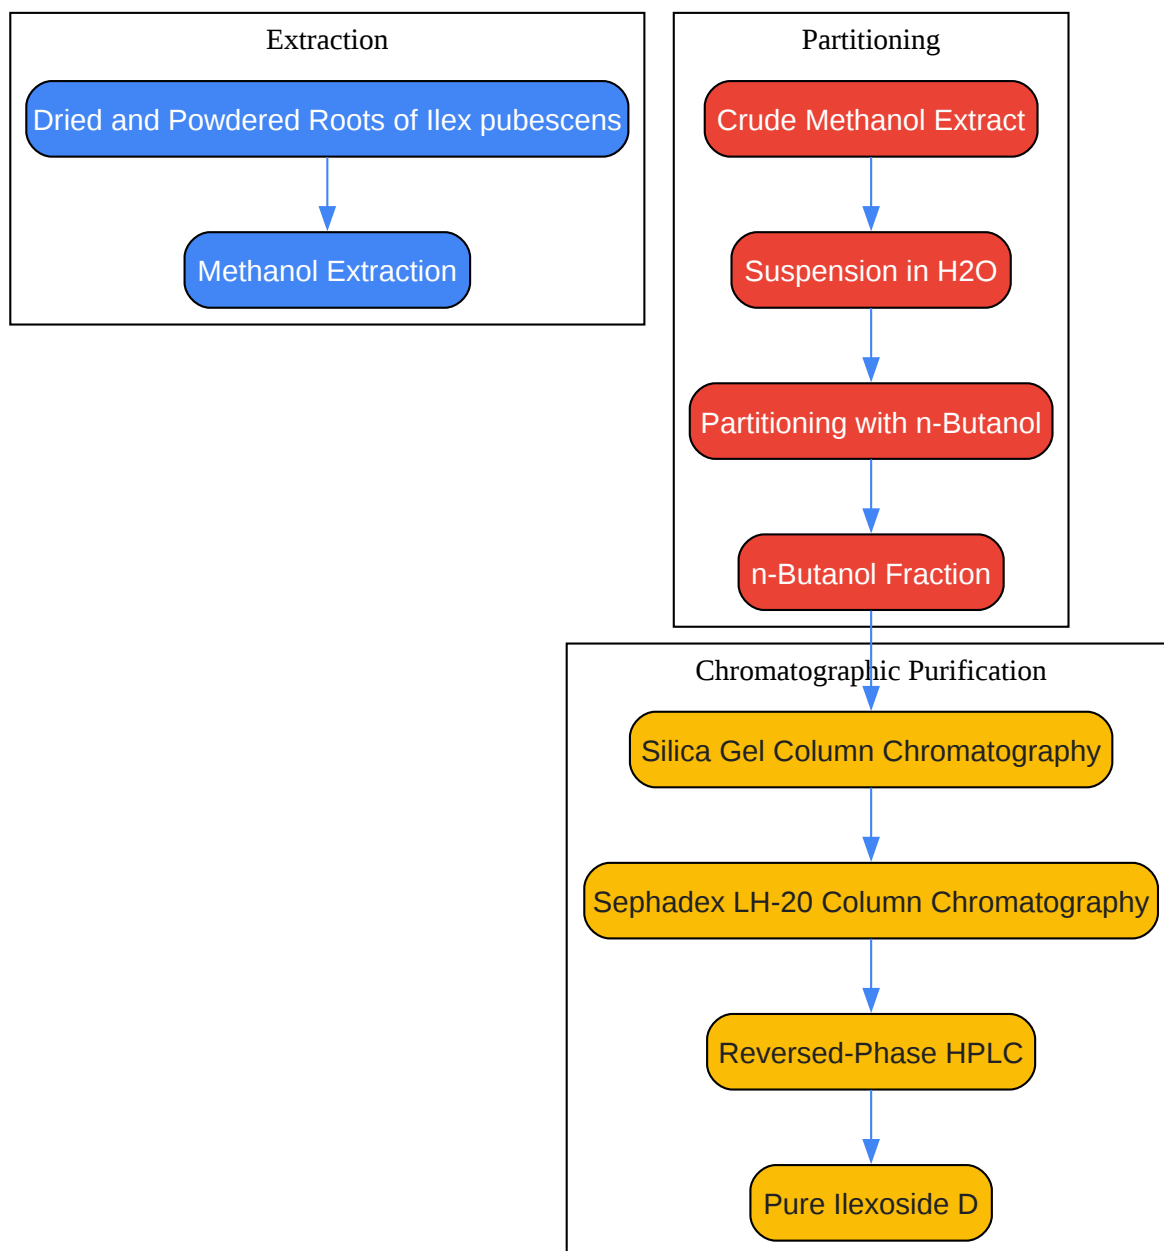 Extraction
Dried and Powdered Roots of Ilex pubescens
Methanol Extraction
Partitioning
Crude Methanol Extract
Suspension in H2O
Partitioning with n-Butanol
n-Butanol Fraction
Chromatographic Purification
Silica Gel Column Chromatography
Sephadex LH-20 Column Chromatography
Reversed-Phase HPLC
Pure Ilexoside D